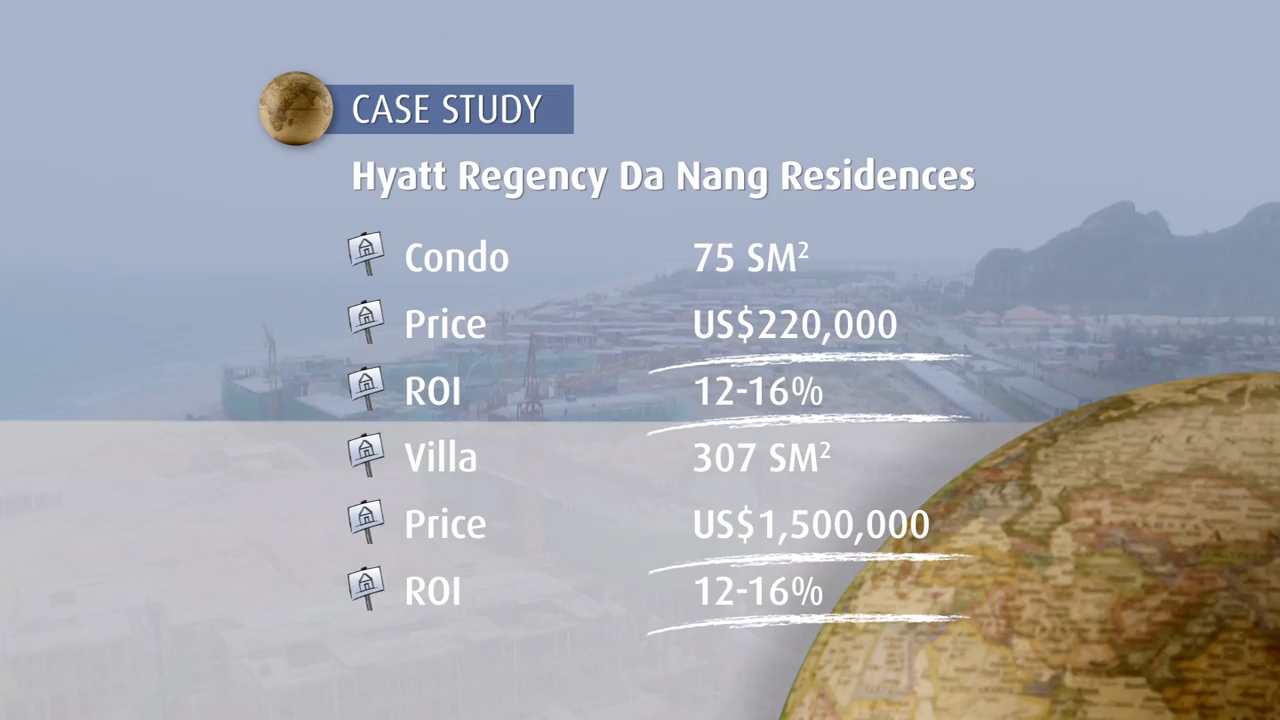 CASE STUDY
Hyatt Regency Da Nang Residences
Condo 75 SM²
Price US$220,000
ROI 12-16%
Villa 307 SM²
Price US$1,500,000
ROI 12-16%